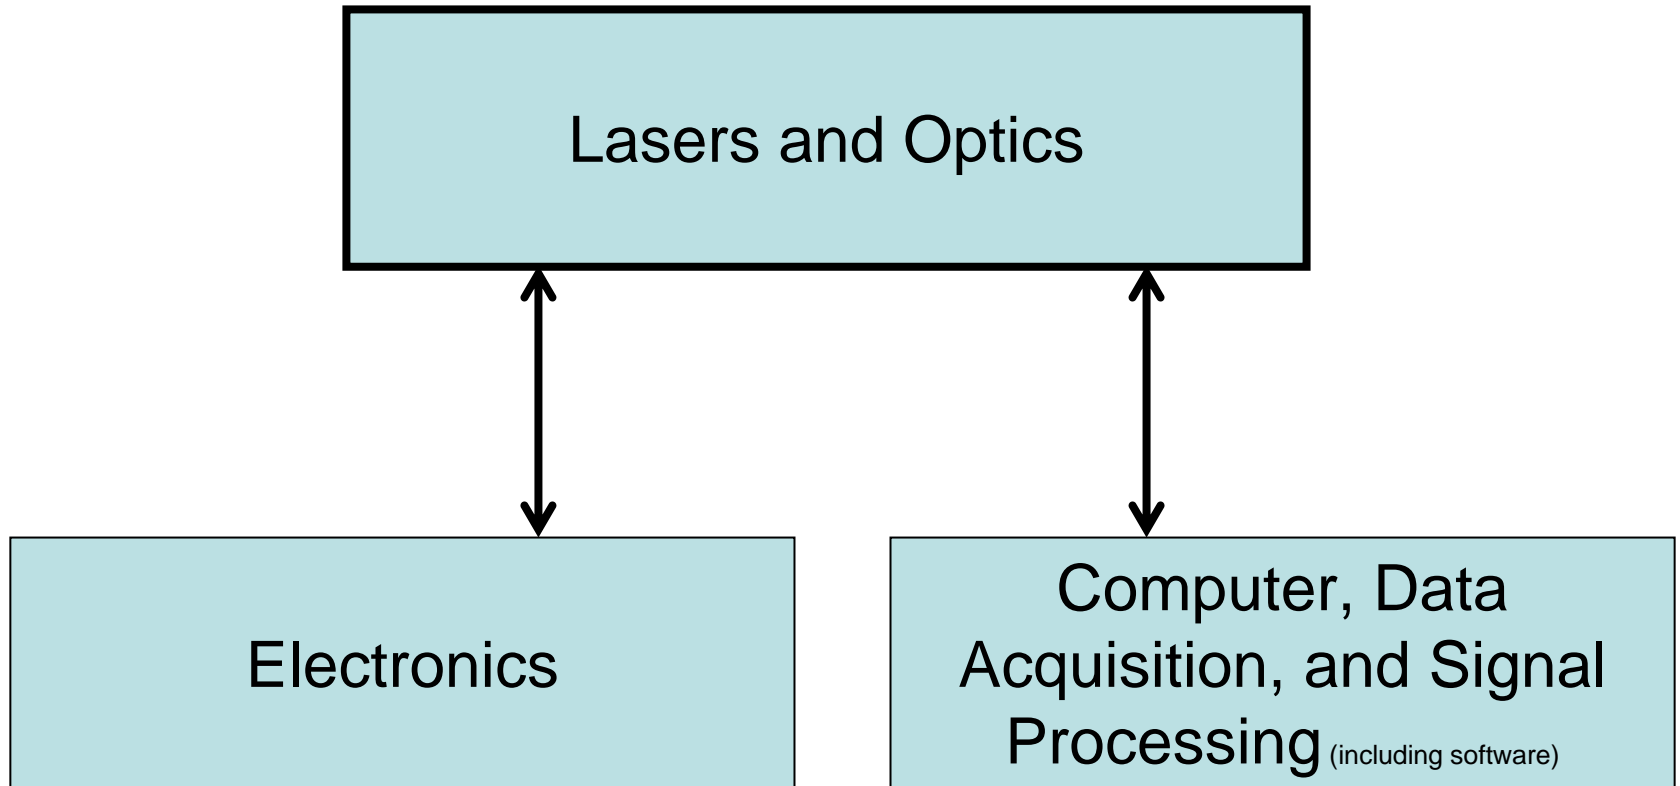 Lasers and Optics
Electronics
Computer, Data
Acquisition, and Signal
Processing (including software)